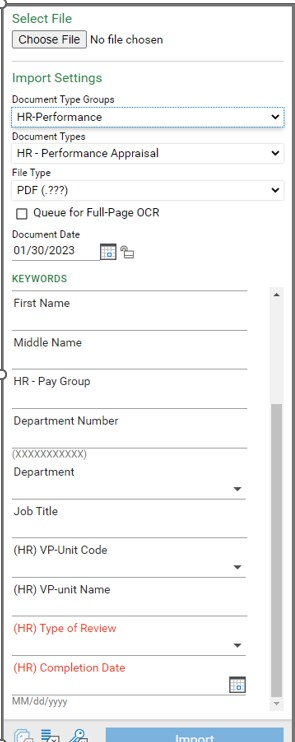 Select File
Choose File No file chosen
Import Settings
Document Type Groups
HR-Performance
Document Types
HR - Performance Appraisal
File Type
PDF (.???)
Queue for Full-Page OCR
Document Date
01/30/2023
KEYWORDS
First Name
Middle Name
HR - Pay Group
Department Number
(XXXXXXXXXXX)
Department
Job Title
(HR) VP-Unit Code
(HR) VP-unit Name
(HR) Type of Review
(HR) Completion Date
MM/dd/yyyy
Import